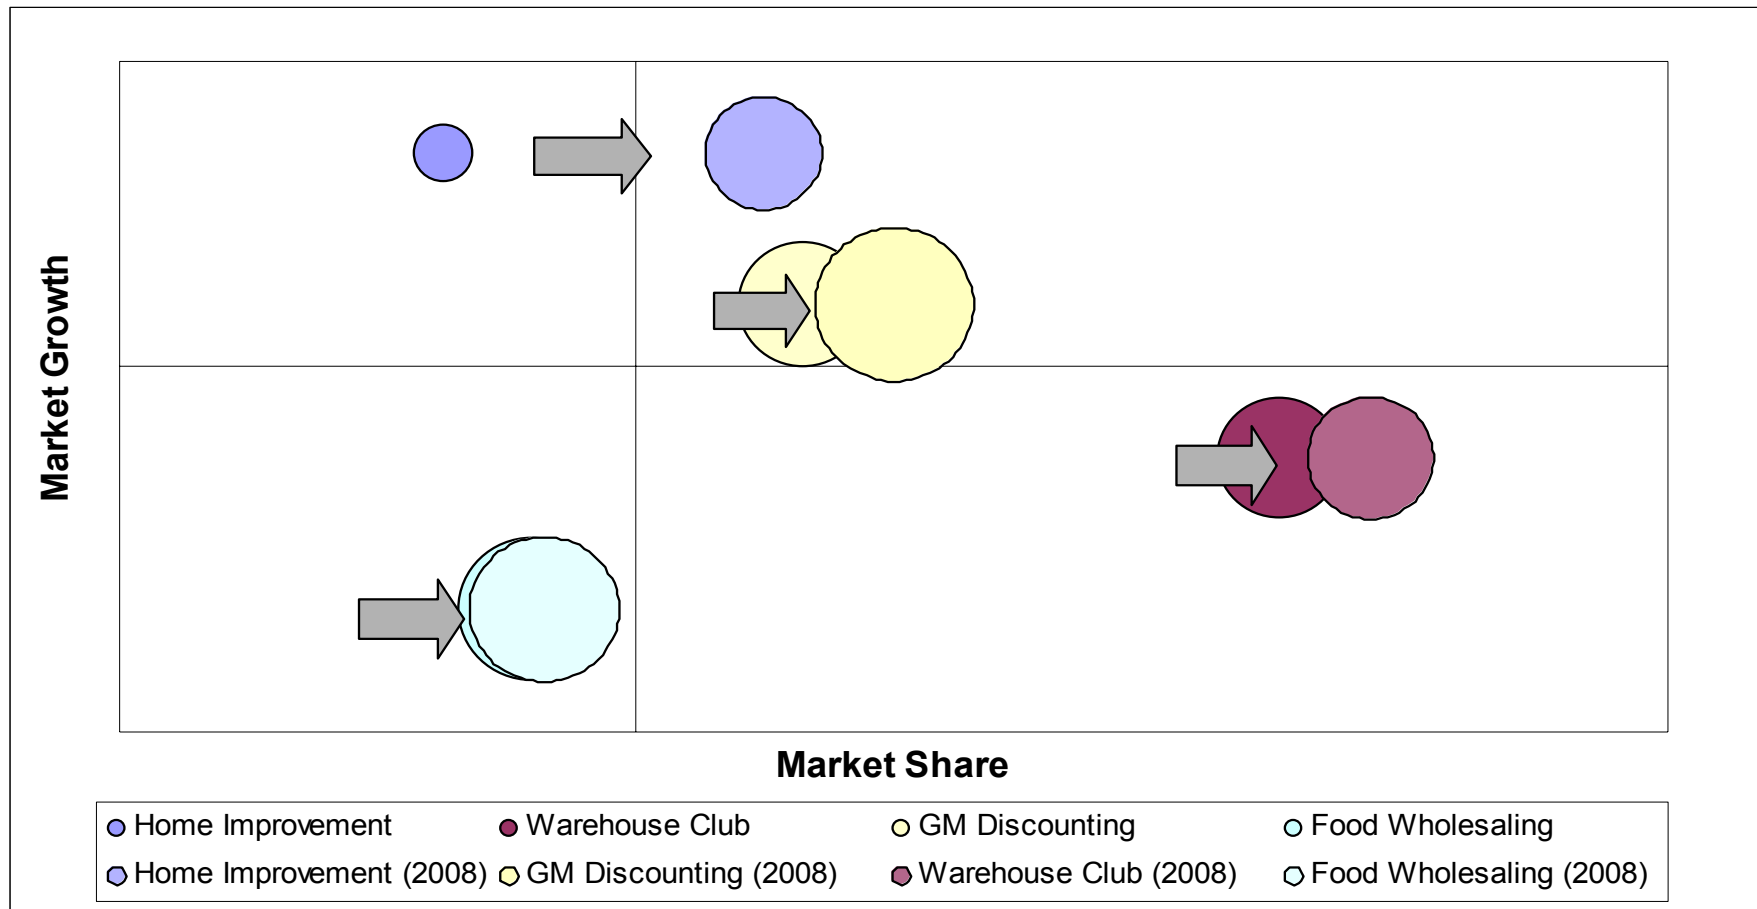 Market Growth
Market Share
Home Improvement Warehouse Club GM Discounting Food Wholesaling
Home Improvement (2008) GM Discounting (2008) Warehouse Club (2008) Food Wholesaling (2008)